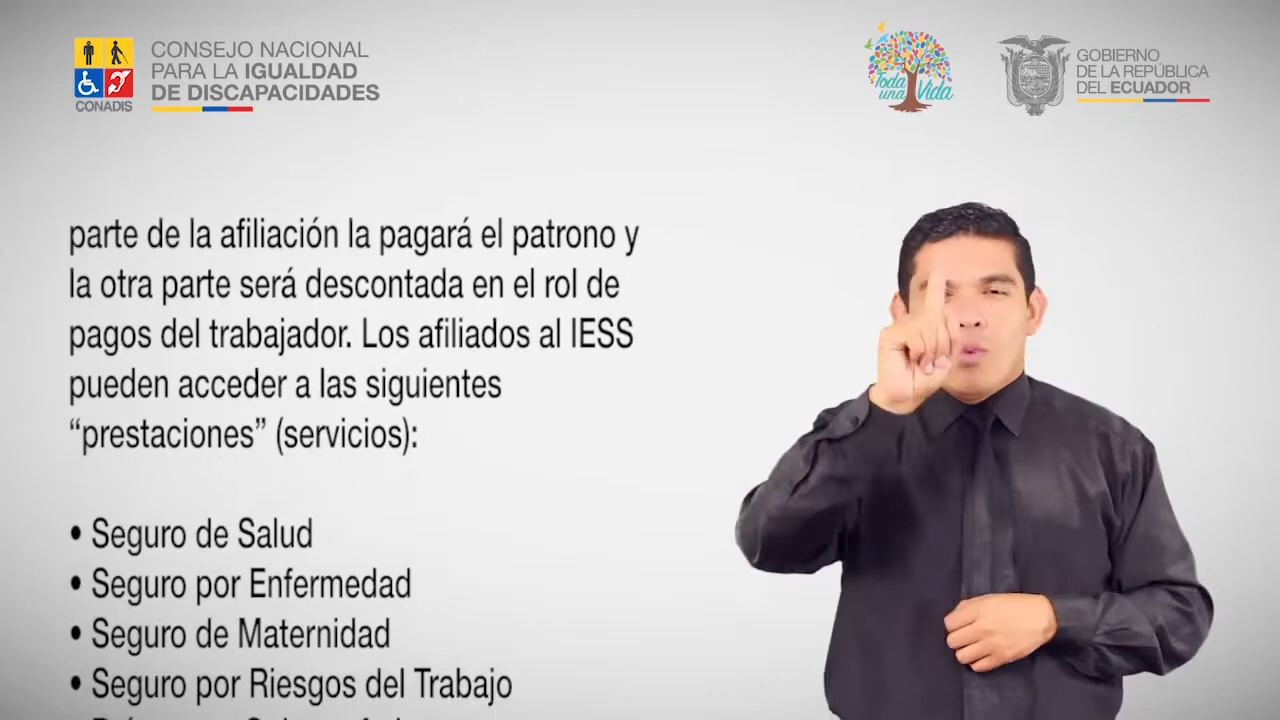 CONSEJO NACIONAL
PARA LA IGUALDAD
DE DISCAPACIDADES
CONADIS
Toda
una Vida
GOBIERNO
DE LA REPÚBLICA
DEL ECUADOR
parte de la afiliación la pagará el patrono y
la otra parte será descontada en el rol de
pagos del trabajador. Los afiliados al IESS
pueden acceder a las siguientes
“prestaciones” (servicios):
• Seguro de Salud
• Seguro por Enfermedad
• Seguro de Maternidad
• Seguro por Riesgos del Trabajo